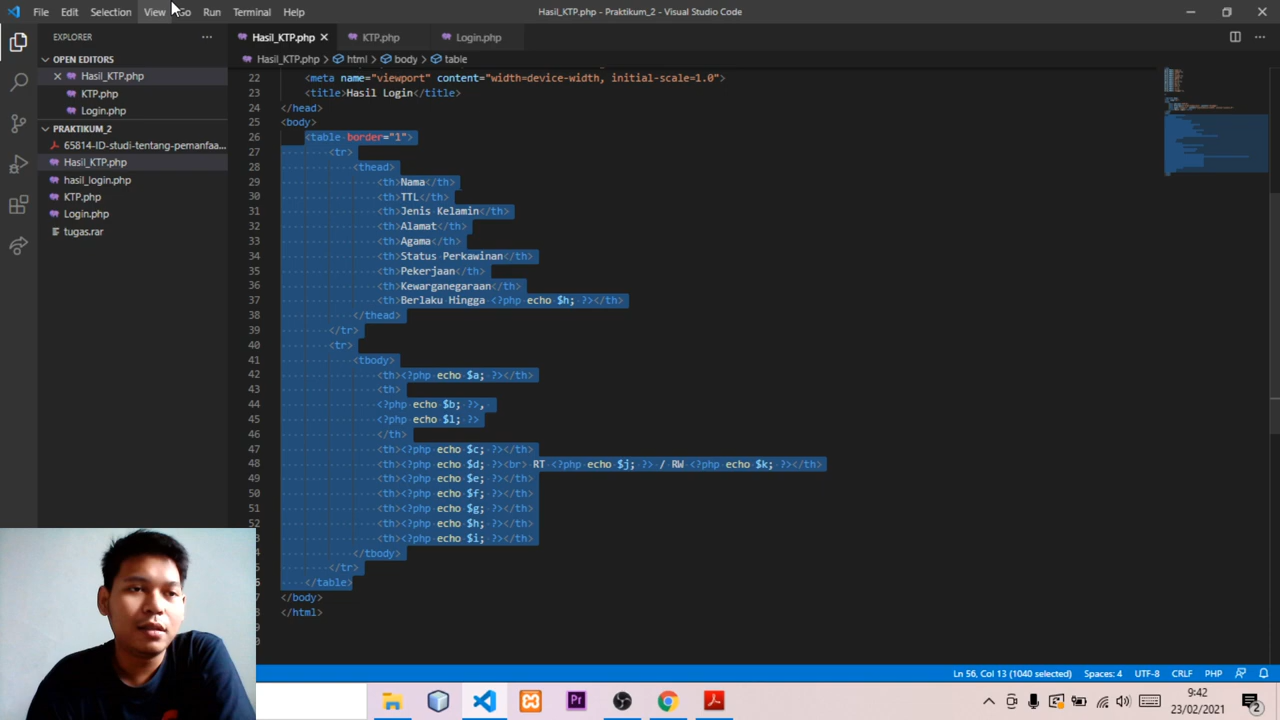 File Edit Selection View Go Run Terminal Help
Hasil_KTP.php - Praktikum_2 - Visual Studio Code
EXPLORER
OPEN EDITORS
Hasil_KTP.php
KTP.php
Login.php
PRAKTIKUM_2
65814-ID-studi-tentang-pemanfaa...
Hasil_KTP.php
hasil_login.php
KTP.php
Login.php
tugas.rar
Hasil_KTP.php KTP.php Login.php
Hasil_KTP.php > html > body > table
22 <meta name="viewport" content="width=device-width, initial-scale=1.0">
23 <title>Hasil Login</title>
24 </head>
25 <body>
26 <table border="1">
27 <tr>
28 <thead>
29 <th>Nama</th>
30 <th>TTL</th>
31 <th>Jenis Kelamin</th>
32 <th>Alamat</th>
33 <th>Agama</th>
34 <th>Status Perkawinan</th>
35 <th>Pekerjaan</th>
36 <th>Kewarganegaraan</th>
37 <th>Berlaku Hingga <?php echo $h; ?></th>
38 </thead>
39 </tr>
40 <tr>
41 <tbody>
42 <th><?php echo $a; ?></th>
43 <th>
44 <?php echo $b; ?>,
45 <?php echo $l; ?>
46 </th>
47 <th><?php echo $c; ?></th>
48 <th><?php echo $d; ?><br> RT <?php echo $j; ?> / RW <?php echo $k; ?></th>
49 <th><?php echo $e; ?></th>
50 <th><?php echo $f; ?></th>
51 <th><?php echo $g; ?></th>
52 <th><?php echo $h; ?></th>
<th><?php echo $i; ?></th>
</tbody>
</tr>
</table>
</body>
</html>
Ln 56, Col 13 (1040 selected) Spaces: 4 UTF-8 CRLF PHP
9:42
23/02/2021
2